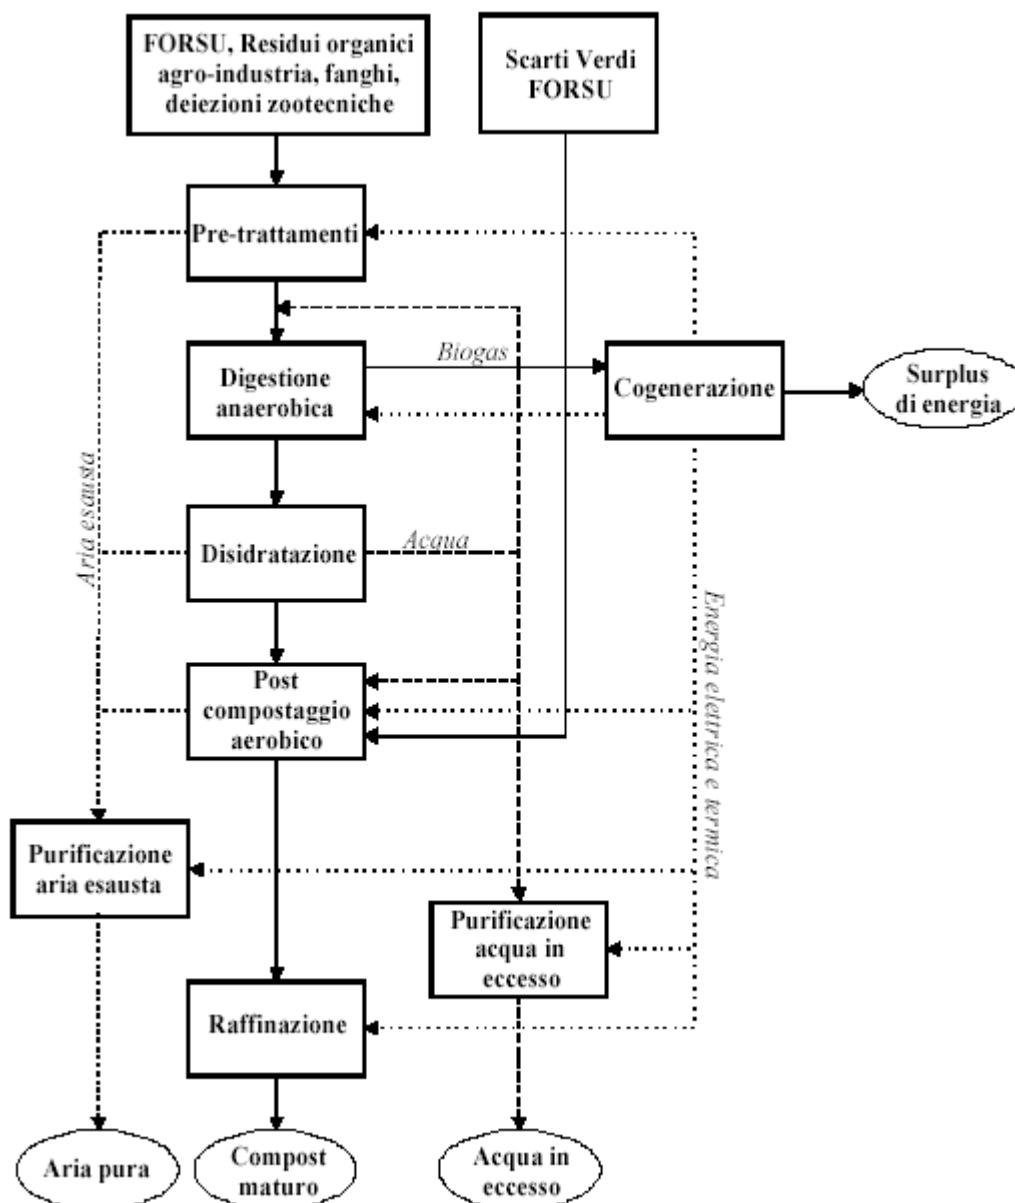 FORSU, Residui organici
agro-industria, fanghi,
deiezioni zootecniche
Scarti Verdi
FORSU
Pre-trattamenti
Biogas
Digestione
anaerobica
Cogenerazione
Surplus
di energia
Aria esausta
Disidratazione
Acqua
Energia elettrica e termica
Post
compostaggio
aerobico
Purificazione
aria esausta
Purificazione
acqua in
eccesso
Raffinazione
Aria pura
Compost
maturo
Acqua in
eccesso